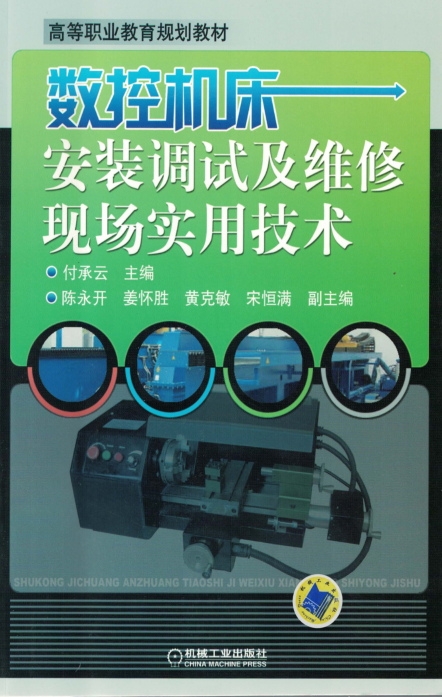 高等职业教育规划教材
数控机床
安装调试及维修
现场实用技术
付承云 主编
陈永开 姜怀胜 黄克敏 宋恒满 副主编
SHUKONG JICHUANG ANZHUANG TIAOSHI JI WEIXIU XIAN SHIYONG JISHU
机械工业出版社
CHINA MACHINE PRESS